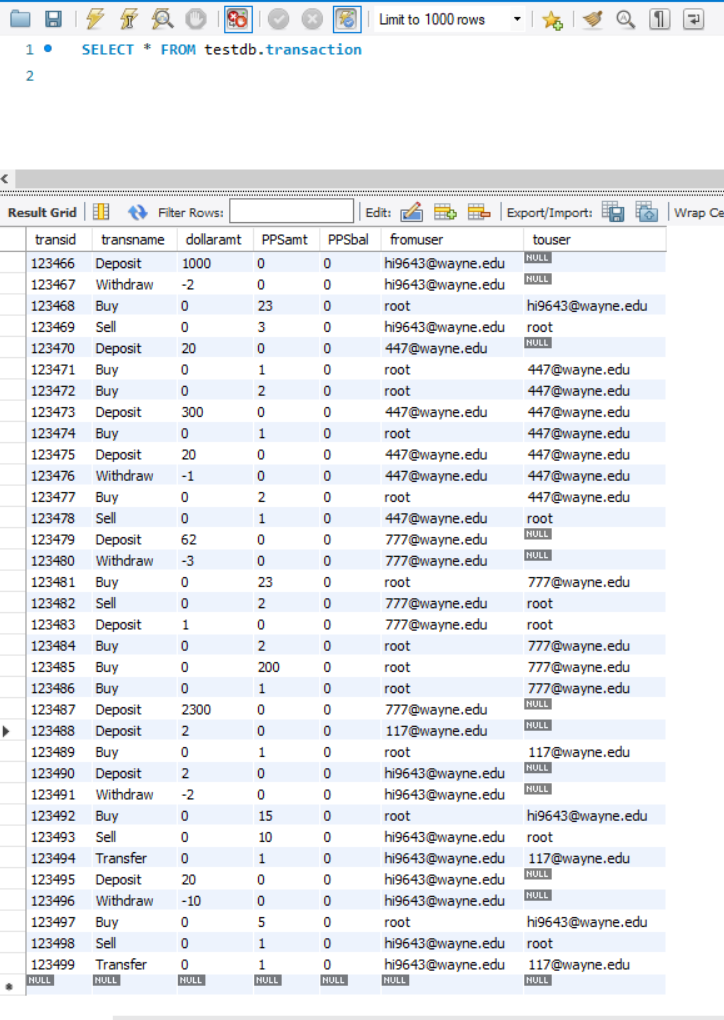 Limit to 1000 rows
1 SELECT * FROM testdb.transaction
2
Result Grid Filter Rows: Edit: Export/Import: Wrap Ce
transid transname dollaramt PPSamt PPSbal fromuser touser
123466 Deposit 1000 0 0 hi9643@wayne.edu NULL
123467 Withdraw -2 0 0 hi9643@wayne.edu NULL
123468 Buy 0 23 0 root hi9643@wayne.edu
123469 Sell 0 3 0 hi9643@wayne.edu root
123470 Deposit 20 0 0 447@wayne.edu NULL
123471 Buy 0 1 0 root 447@wayne.edu
123472 Buy 0 2 0 root 447@wayne.edu
123473 Deposit 300 0 0 447@wayne.edu 447@wayne.edu
123474 Buy 0 1 0 root 447@wayne.edu
123475 Deposit 20 0 0 447@wayne.edu 447@wayne.edu
123476 Withdraw -1 0 0 447@wayne.edu 447@wayne.edu
123477 Buy 0 2 0 root 447@wayne.edu
123478 Sell 0 1 0 447@wayne.edu root
123479 Deposit 62 0 0 777@wayne.edu NULL
123480 Withdraw -3 0 0 777@wayne.edu NULL
123481 Buy 0 23 0 root 777@wayne.edu
123482 Sell 0 2 0 777@wayne.edu root
123483 Deposit 1 0 0 777@wayne.edu root
123484 Buy 0 2 0 root 777@wayne.edu
123485 Buy 0 200 0 root 777@wayne.edu
123486 Buy 0 1 0 root 777@wayne.edu
123487 Deposit 2300 0 0 777@wayne.edu NULL
123488 Deposit 2 0 0 117@wayne.edu NULL
123489 Buy 0 1 0 root 117@wayne.edu
123490 Deposit 2 0 0 hi9643@wayne.edu NULL
123491 Withdraw -2 0 0 hi9643@wayne.edu NULL
123492 Buy 0 15 0 root hi9643@wayne.edu
123493 Sell 0 10 0 hi9643@wayne.edu root
123494 Transfer 0 1 0 hi9643@wayne.edu 117@wayne.edu
123495 Deposit 20 0 0 hi9643@wayne.edu NULL
123496 Withdraw -10 0 0 hi9643@wayne.edu NULL
123497 Buy 0 5 0 root hi9643@wayne.edu
123498 Sell 0 1 0 hi9643@wayne.edu root
123499 Transfer 0 1 0 hi9643@wayne.edu 117@wayne.edu
NULL NULL NULL NULL NULL NULL NULL